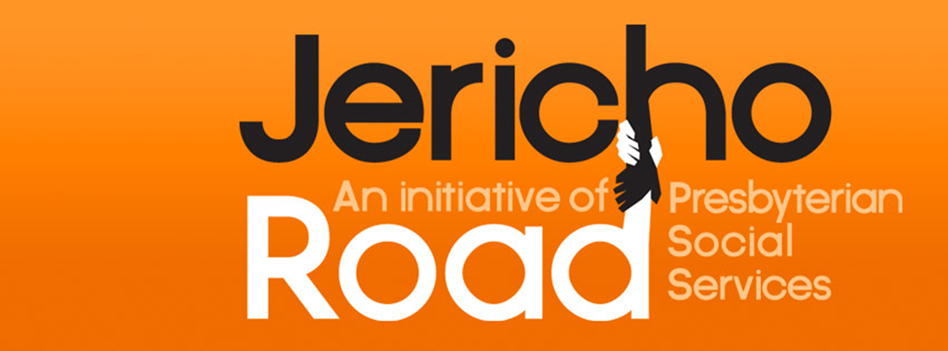 Jericho
An initiative of Presbyterian
Social
Services
Road